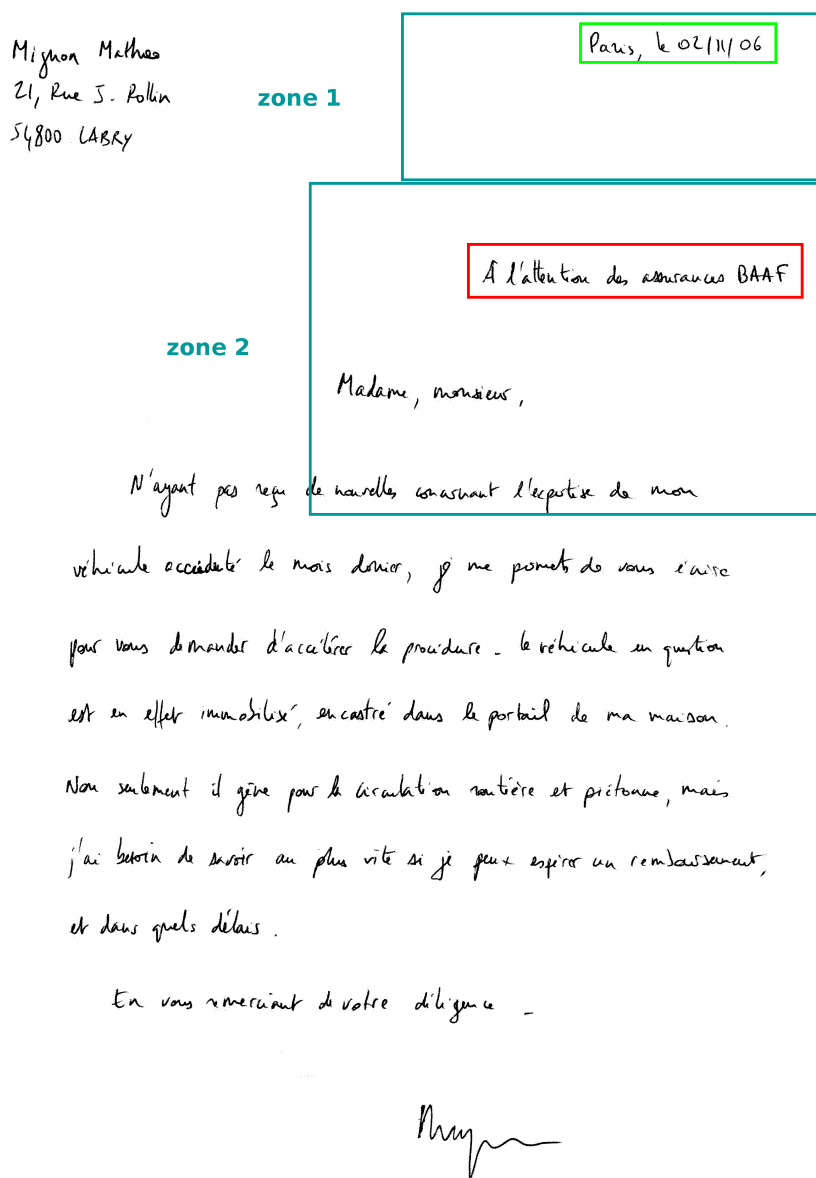 Mignon Matheo
21, Rue J. Rollin
54800 LABRY
zone 1
Paris, le 02/11/06
À l'attention des assurances BAAF
zone 2
Madame, monsieur,
N'ayant pas reçu de nouvelles concernant l'expertise de mon
véhicule accidenté le mois dernier, je me permets de vous écrire
pour vous demander d'accélérer la procédure. Le véhicule en question
est en effet immobilisé, encastré dans le portail de ma maison.
Non seulement il gêne pour la circulation routière et piétonne, mais
j'ai besoin de savoir au plus vite si je peux espérer un remboursement,
et dans quels délais.
En vous remerciant de votre diligence.